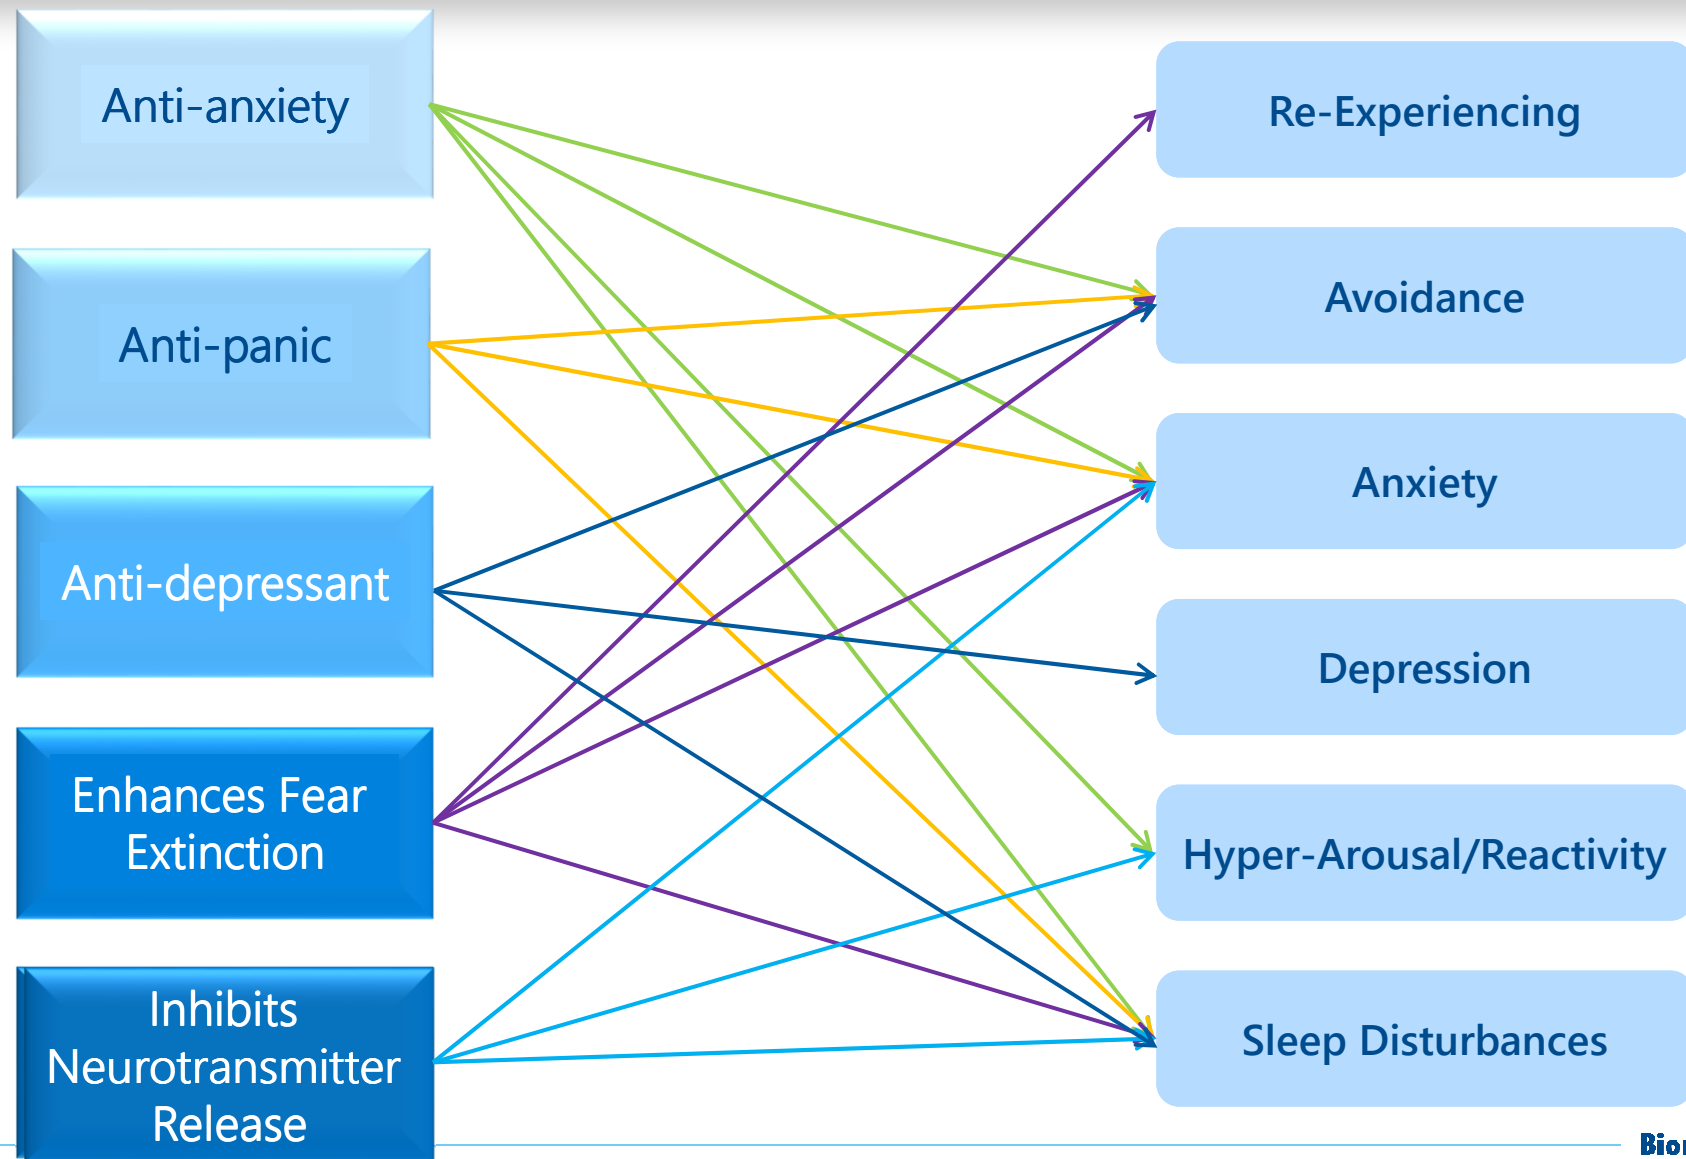 Anti-anxiety
Anti-panic
Anti-depressant
Enhances Fear
Extinction
Inhibits
Neurotransmitter
Release
Re-Experiencing
Avoidance
Anxiety
Depression
Hyper-Arousal/Reactivity
Sleep Disturbances